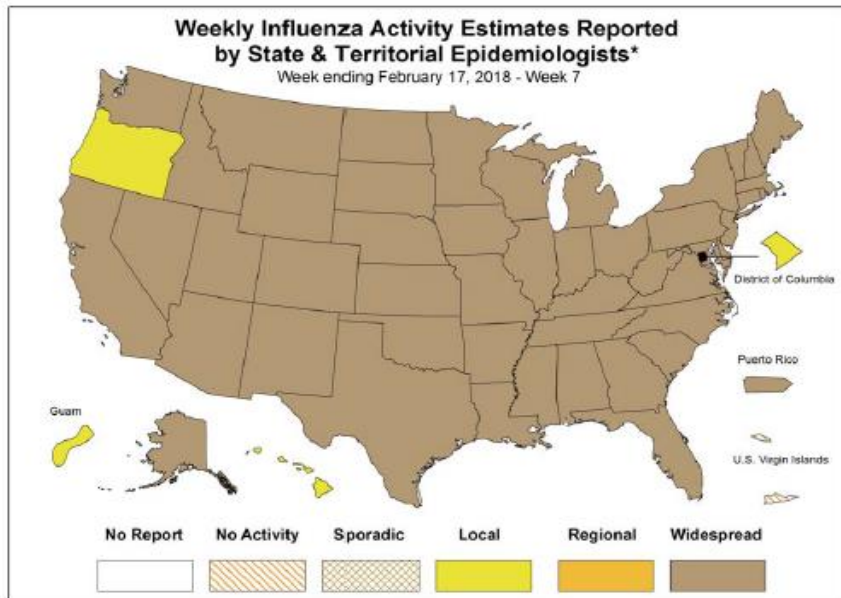 Weekly Influenza Activity Estimates Reported
by State & Territorial Epidemiologists*
Week ending February 17, 2018 - Week 7
District of Columbia
Puerto Rico
Guam
U.S. Virgin Islands
No Report No Activity Sporadic Local Regional Widespread